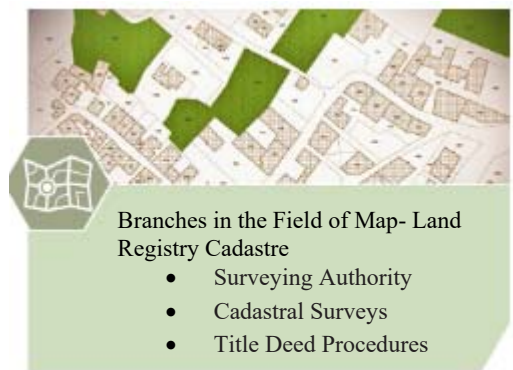 Branches in the Field of Map- Land
Registry Cadastre
• Surveying Authority
• Cadastral Surveys
• Title Deed Procedures